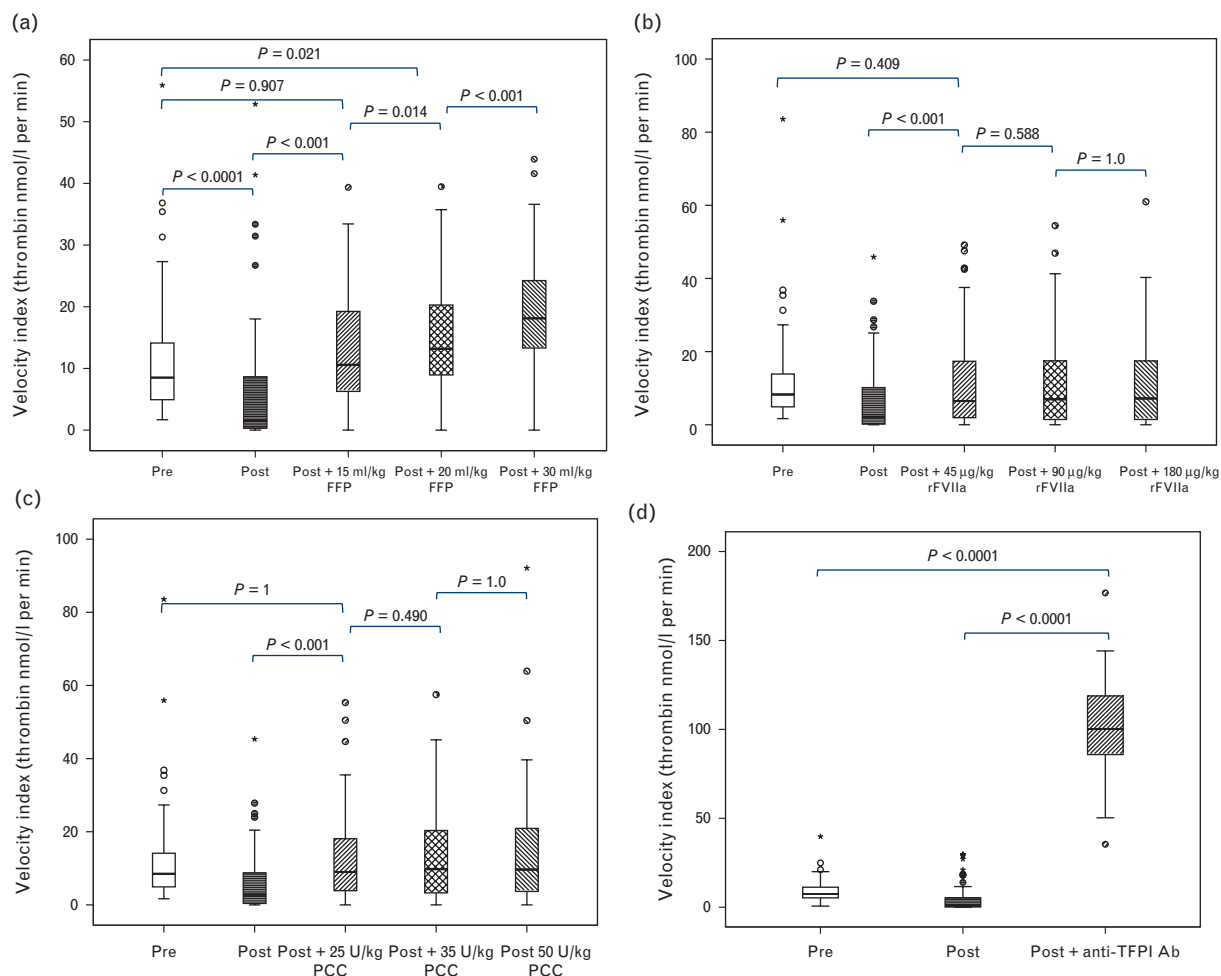 (a)
Velocity index (thrombin nmol/l per min)
60
50
40
30
20
10
0
P = 0.021
P = 0.907
P < 0.001
P = 0.014
P < 0.001
P < 0.0001
Pre
Post
Post + 15 ml/kg
FFP
Post + 20 ml/kg
FFP
Post + 30 ml/kg
FFP
(b)
Velocity index (thrombin nmol/l per min)
100
80
60
40
20
0
P = 0.409
P < 0.001
P = 0.588
P = 1.0
Pre
Post
Post + 45 µg/kg
rFVIIa
Post + 90 µg/kg
rFVIIa
Post + 180 µg/kg
rFVIIa
(c)
Velocity index (thrombin nmol/l per min)
100
80
60
40
20
0
P = 1
P = 1.0
P = 0.490
P < 0.001
Pre
Post
Post + 25 U/kg
PCC
Post + 35 U/kg
PCC
Post 50 U/kg
PCC
(d)
Velocity index (thrombin nmol/l per min)
200
150
100
50
0
P < 0.0001
P < 0.0001
Pre
Post
Post + anti-TFPI Ab